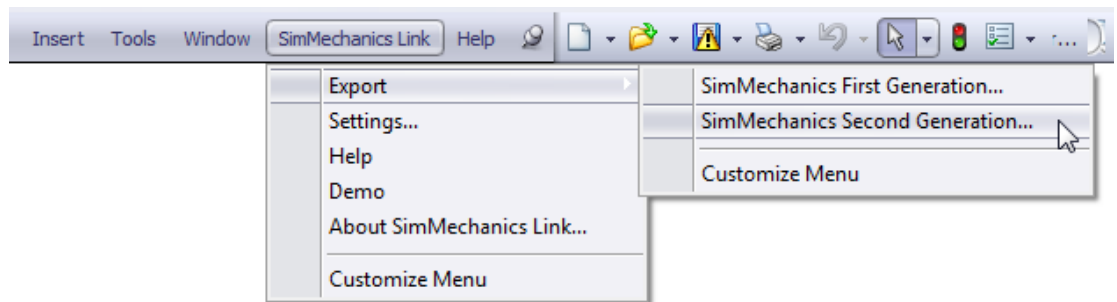 Insert Tools Window SimMechanics Link Help
Export
Settings...
Help
Demo
About SimMechanics Link...
Customize Menu
SimMechanics First Generation...
SimMechanics Second Generation...
Customize Menu